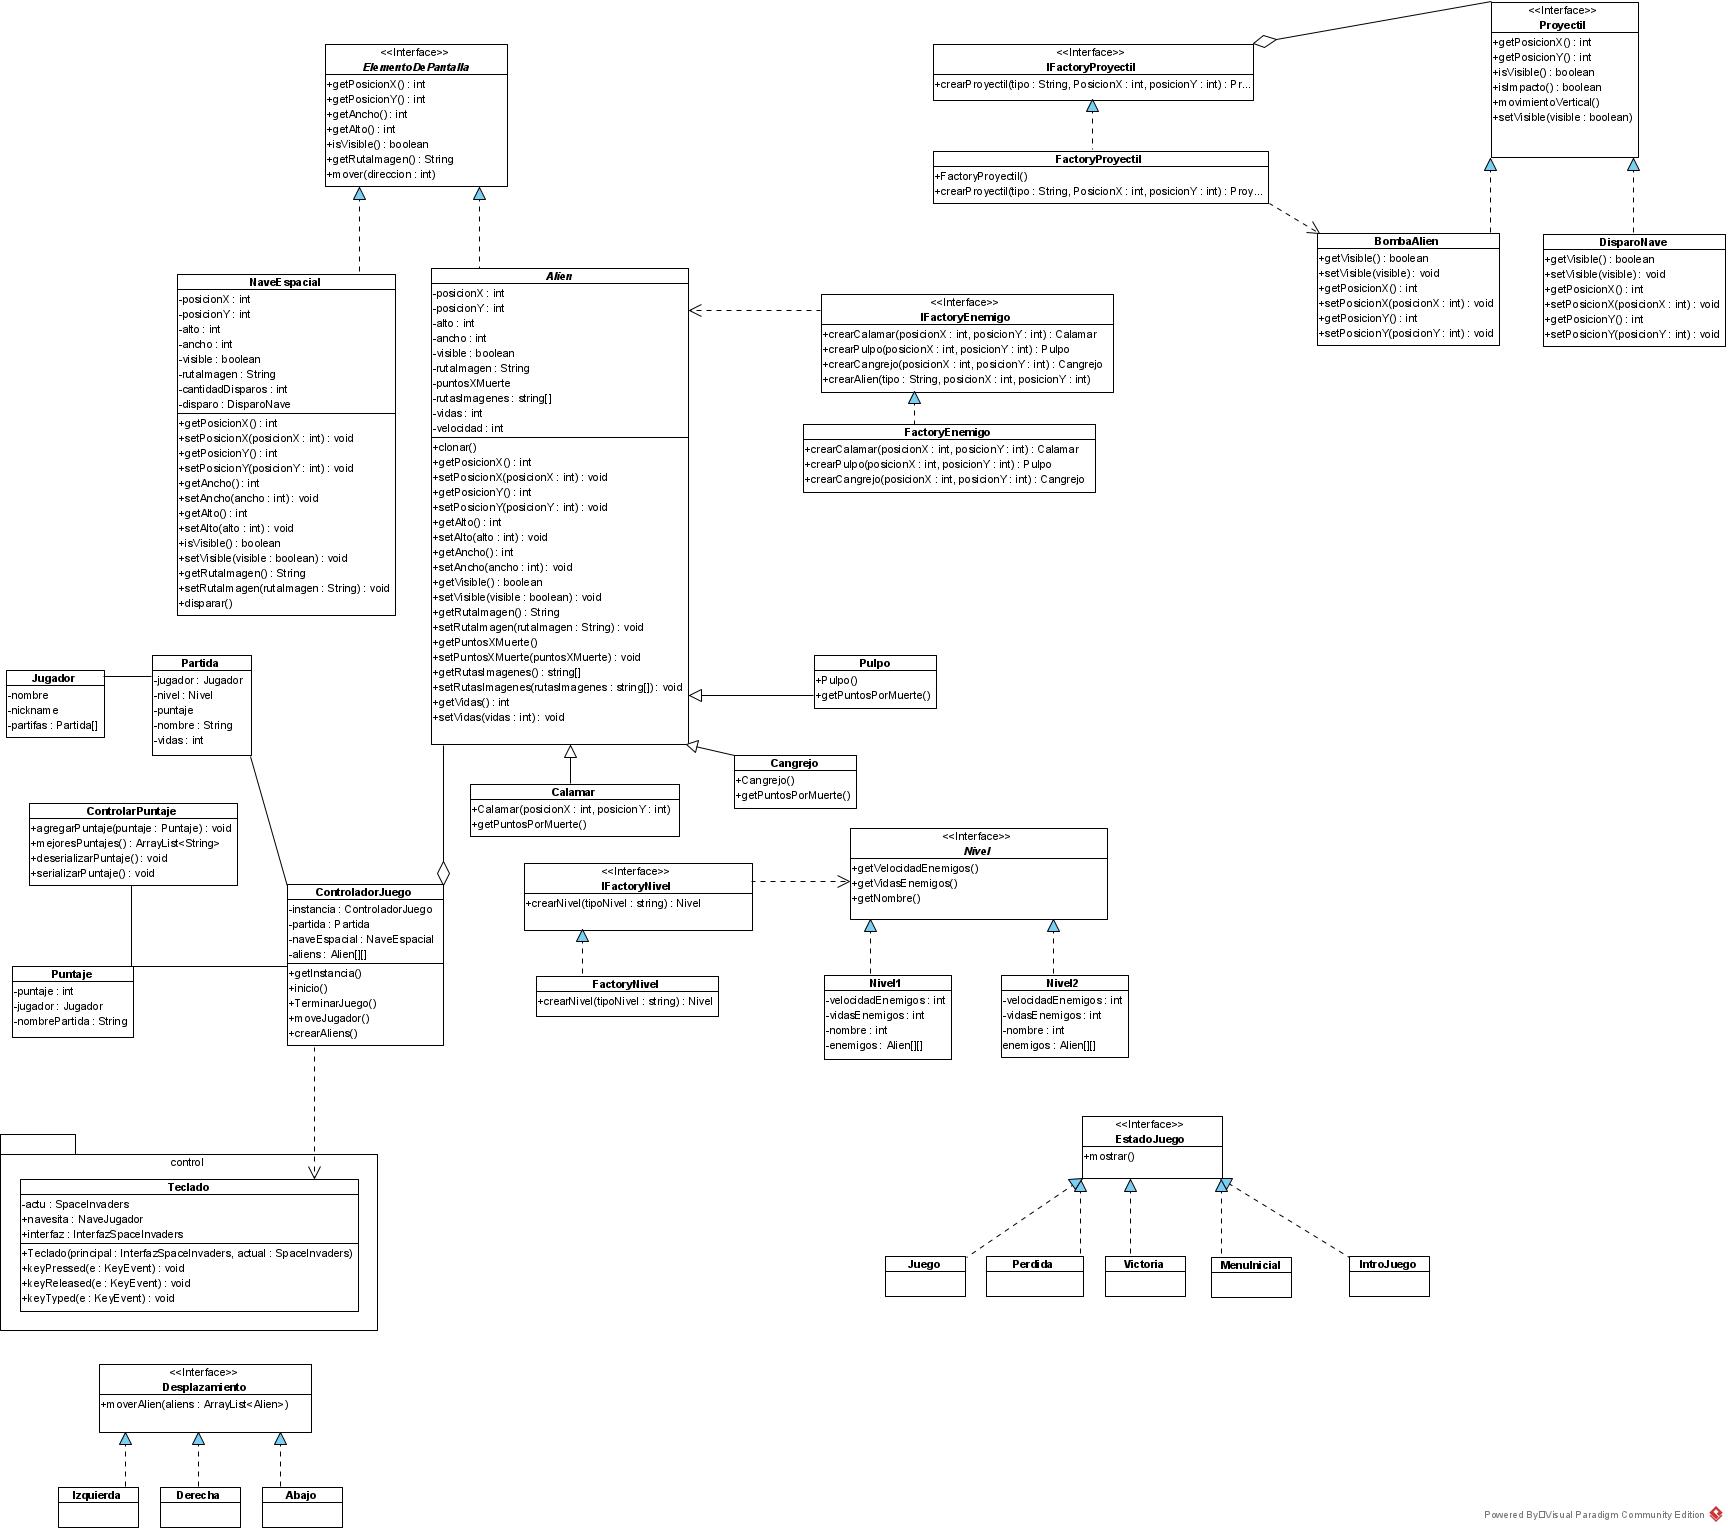 <<Interface>>
ElementoDePantalla
+getPosicionX() : int
+getPosicionY() : int
+getAncho() : int
+getAlto() : int
+isVisible() : boolean
+getRutaImagen() : String
+mover(direccion : int)
<<Interface>>
IFactoryProyectil
+crearProyectil(tipo : String, PosicionX : int, posicionY : int) : Pr...
<<Interface>>
Proyectil
+getPosicionX() : int
+getPosicionY() : int
+isVisible() : boolean
+isImpacto() : boolean
+movimientoVertical()
+setVisible(visible : boolean)
FactoryProyectil
+FactoryProyectil()
+crearProyectil(tipo : String, PosicionX : int, posicionY : int) : Proy...
BombaAlien
+getVisible() : boolean
+setVisible(visible) : void
+getPosicionX() : int
+setPosicionX(posicionX : int) : void
+getPosicionY() : int
+setPosicionY(posicionY : int) : void
DisparoNave
+getVisible() : boolean
+setVisible(visible) : void
+getPosicionX() : int
+setPosicionX(posicionX : int) : void
+getPosicionY() : int
+setPosicionY(posicionY : int) : void
NaveEspacial
-posicionX : int
-posicionY : int
-alto : int
-ancho : int
-visible : boolean
-rutaImagen : String
-cantidadDisparos : int
-disparo : DisparoNave
+getPosicionX() : int
+setPosicionX(posicionX : int) : void
+getPosicionY() : int
+setPosicionY(posicionY : int) : void
+getAncho() : int
+setAncho(ancho : int) : void
+getAlto() : int
+setAlto(alto : int) : void
+isVisible() : boolean
+setVisible(visible : boolean) : void
+getRutaImagen() : String
+setRutaImagen(rutaImagen : String) : void
+disparar()
Alien
-posicionX : int
-posicionY : int
-alto : int
-ancho : int
-visible : boolean
-rutaImagen : String
-puntosXMuerte
-rutasImagenes : string[]
-vidas : int
-velocidad : int
+clonar()
+getPosicionX() : int
+setPosicionX(posicionX : int) : void
+getPosicionY() : int
+setPosicionY(posicionY : int) : void
+getAlto() : int
+setAlto(alto : int) : void
+getAncho() : int
+setAncho(ancho : int) : void
+getVisible() : boolean
+setVisible(visible : boolean) : void
+getRutaImagen() : String
+setRutaImagen(rutaImagen : String) : void
+getPuntosXMuerte()
+setPuntosXMuerte(puntosXMuerte) : void
+getRutasImagenes() : string[]
+setRutasImagenes(rutasImagenes : string[]) : void
+getVidas() : int
+setVidas(vidas : int) : void
<<Interface>>
IFactoryEnemigo
+crearCalamar(posicionX : int, posicionY : int) : Calamar
+crearPulpo(posicionX : int, posicionY : int) : Pulpo
+crearCangrejo(posicionX : int, posicionY : int) : Cangrejo
+crearAlien(tipo : String, posicionX : int, posicionY : int)
FactoryEnemigo
+crearCalamar(posicionX : int, posicionY : int) : Calamar
+crearPulpo(posicionX : int, posicionY : int) : Pulpo
+crearCangrejo(posicionX : int, posicionY : int) : Cangrejo
Jugador
-nombre
-nickname
-partifas : Partida[]
Partida
-jugador : Jugador
-nivel : Nivel
-puntaje
-nombre : String
-vidas : int
Pulpo
+Pulpo()
+getPuntosPorMuerte()
Cangrejo
+Cangrejo()
+getPuntosPorMuerte()
Calamar
+Calamar(posicionX : int, posicionY : int)
+getPuntosPorMuerte()
ControlarPuntaje
+agregarPuntaje(puntaje : Puntaje) : void
+mejoresPuntajes() : ArrayList<String>
+deserializarPuntaje() : void
+serializarPuntaje() : void
ControladorJuego
-instancia : ControladorJuego
-partida : Partida
-naveEspacial : NaveEspacial
-aliens : Alien[][]
+getInstancia()
+inicio()
+TerminarJuego()
+moveJugador()
+crearAliens()
Puntaje
-puntaje : int
-jugador : Jugador
-nombrePartida : String
<<Interface>>
IFactoryNivel
+crearNivel(tipoNivel : string) : Nivel
FactoryNivel
+crearNivel(tipoNivel : string) : Nivel
<<Interface>>
Nivel
+getVelocidadEnemigos()
+getVidasEnemigos()
+getNombre()
Nivel1
-velocidadEnemigos : int
-vidasEnemigos : int
-nombre : int
-enemigos : Alien[][]
Nivel2
-velocidadEnemigos : int
-vidasEnemigos : int
-nombre : int
enemigos : Alien[][]
control
Teclado
-actu : SpaceInvaders
+navesita : NaveJugador
+interfaz : InterfazSpaceInvaders
+Teclado(principal : InterfazSpaceInvaders, actual : SpaceInvaders)
+keyPressed(e : KeyEvent) : void
+keyReleased(e : KeyEvent) : void
+keyTyped(e : KeyEvent) : void
<<Interface>>
EstadoJuego
+mostrar()
Juego
Perdida
Victoria
MenuInicial
IntroJuego
<<Interface>>
Desplazamiento
+moverAlien(aliens : ArrayList<Alien>)
Izquierda
Derecha
Abajo
Powered By□Visual Paradigm Community Edition